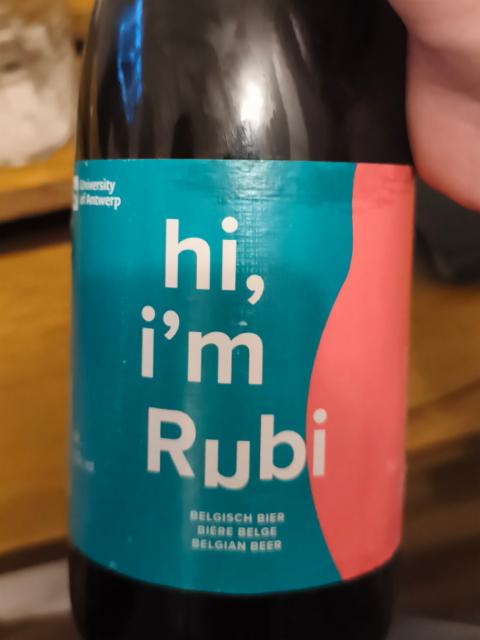 University
of Antwerp
hi,
i'm
Rubi
BELGISCH BIER
BIÈRE BELGE
BELGIAN BEER